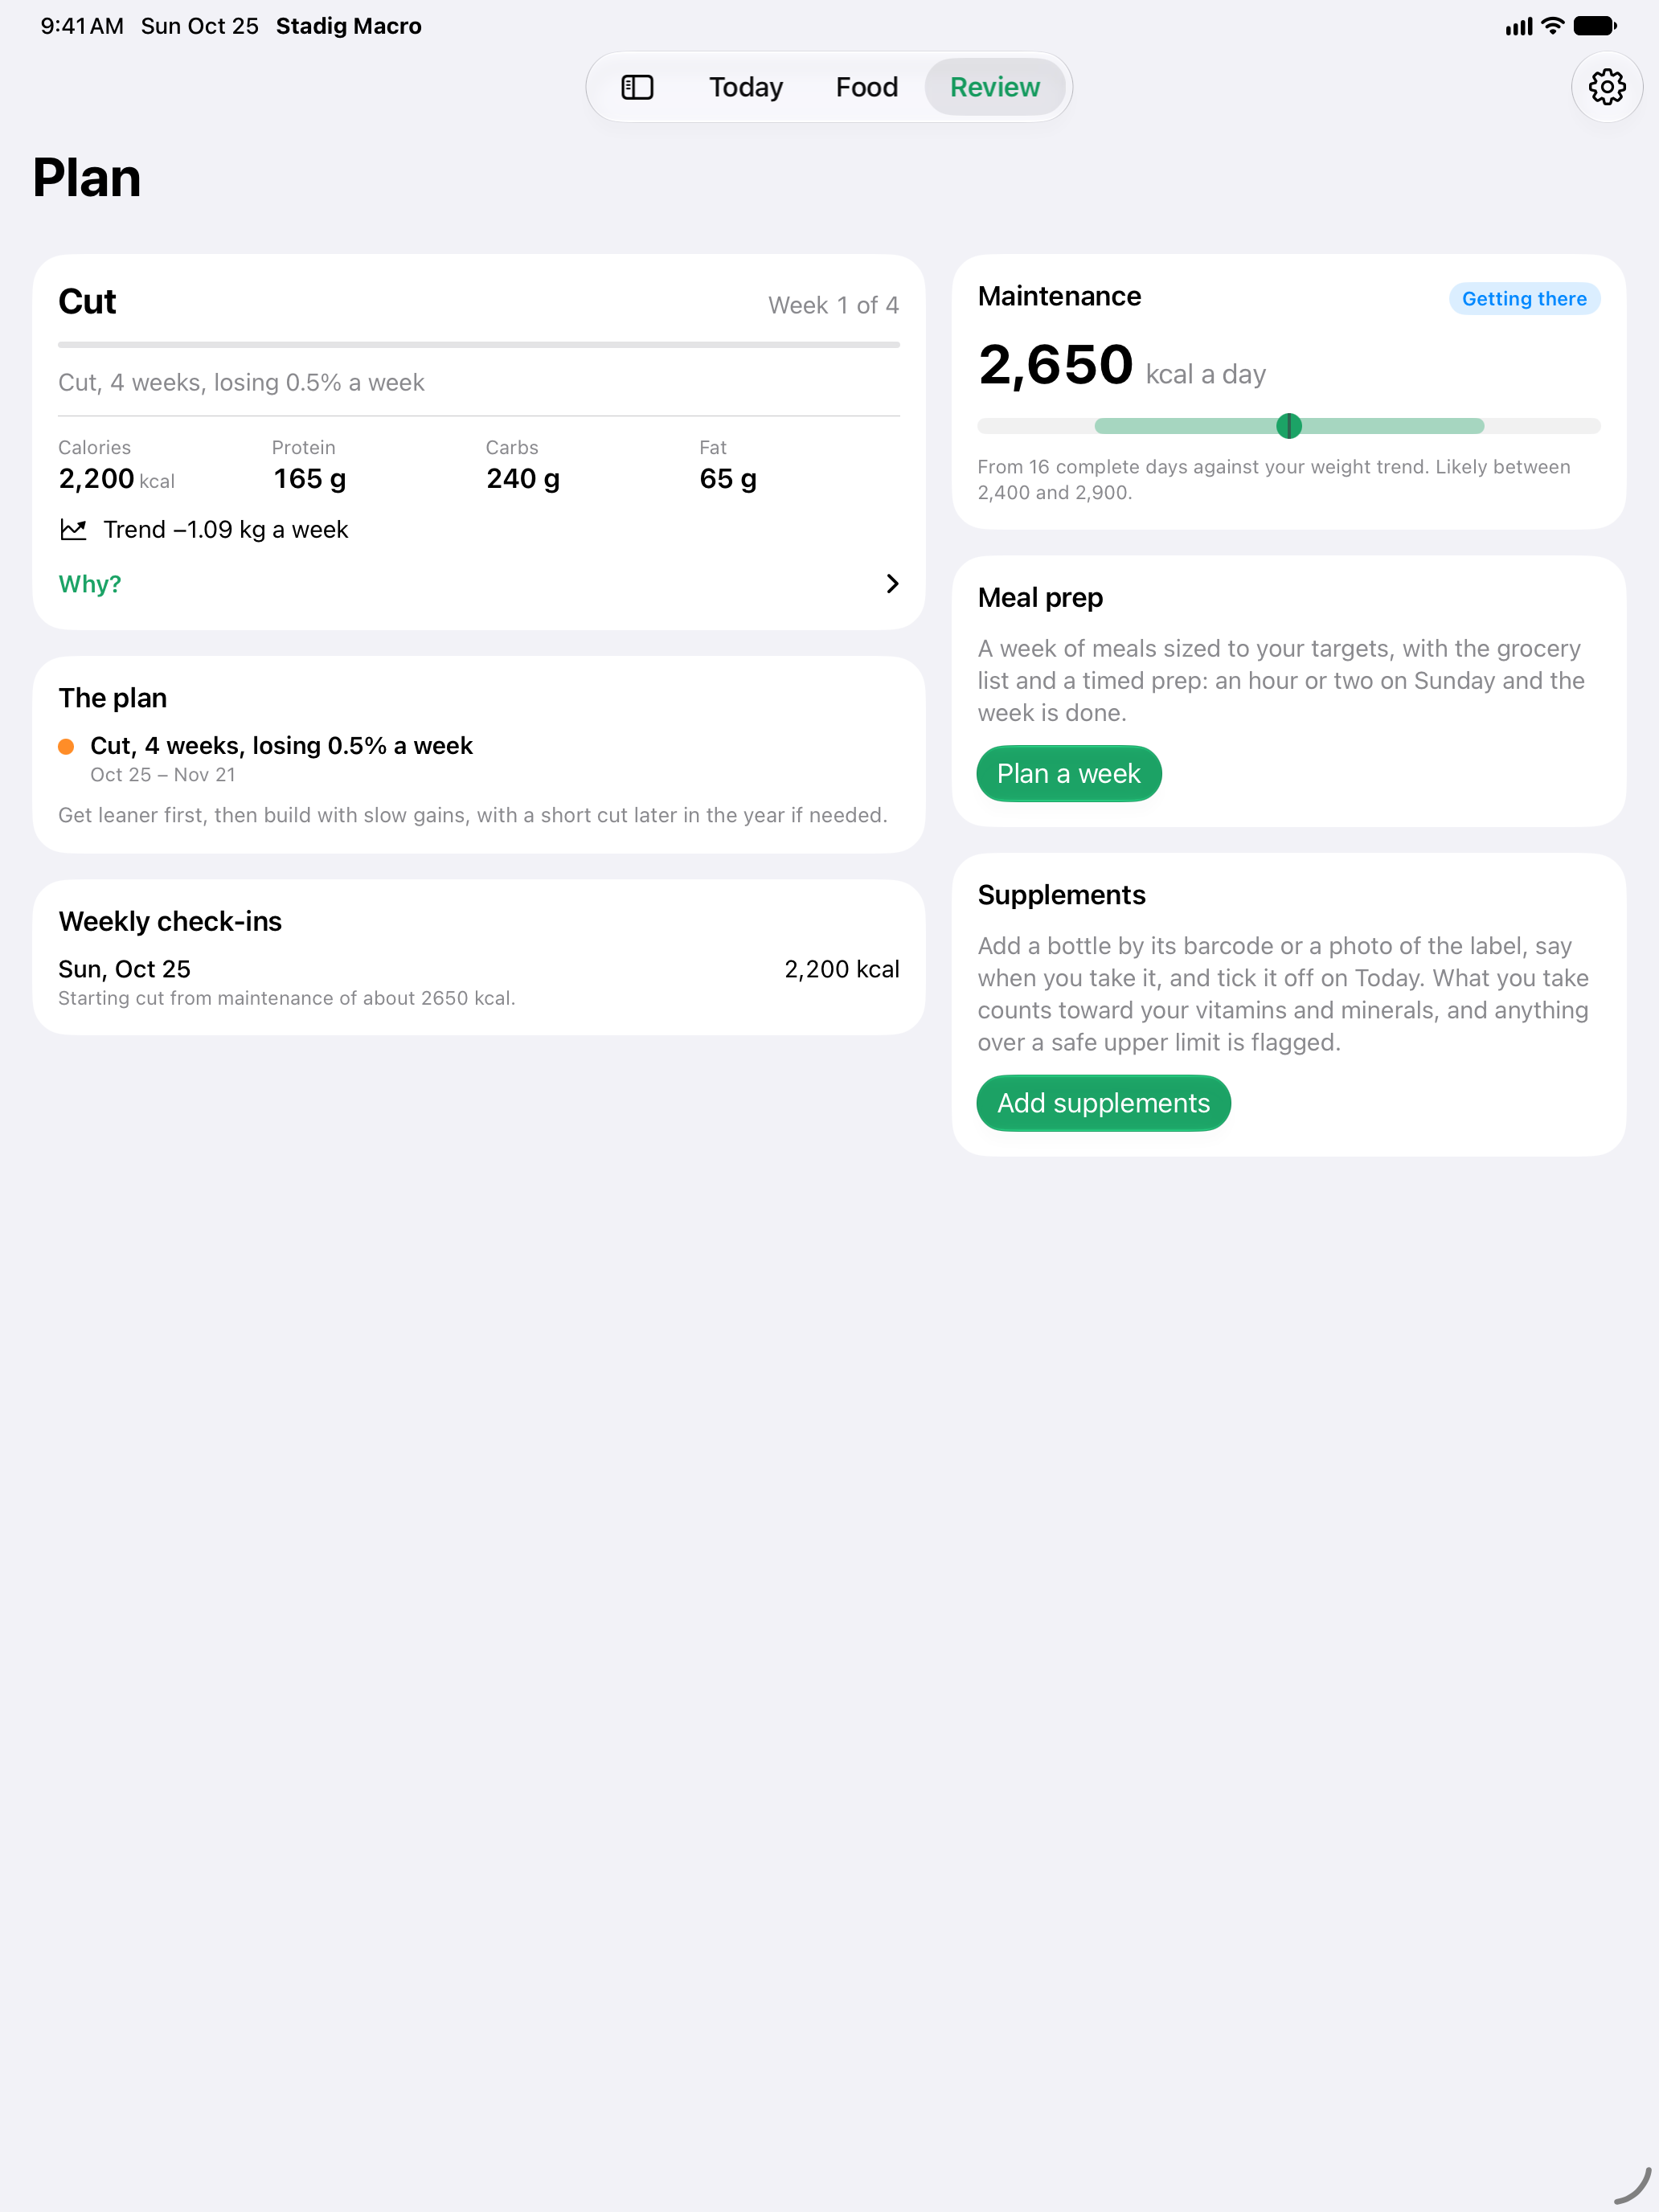 9:41 AM Sun Oct 25 Stadig Macro
Today Food Review
Plan
Cut
Week 1 of 4
Cut, 4 weeks, losing 0.5% a week
Calories Protein Carbs Fat
2,200 kcal 165 g 240 g 65 g
Trend −1.09 kg a week
Why?
The plan
Cut, 4 weeks, losing 0.5% a week
Oct 25 – Nov 21
Get leaner first, then build with slow gains, with a short cut later in the year if needed.
Weekly check-ins
Sun, Oct 25 2,200 kcal
Starting cut from maintenance of about 2650 kcal.
Maintenance
Getting there
2,650 kcal a day
From 16 complete days against your weight trend. Likely between
2,400 and 2,900.
Meal prep
A week of meals sized to your targets, with the grocery
list and a timed prep: an hour or two on Sunday and the
week is done.
Plan a week
Supplements
Add a bottle by its barcode or a photo of the label, say
when you take it, and tick it off on Today. What you take
counts toward your vitamins and minerals, and anything
over a safe upper limit is flagged.
Add supplements